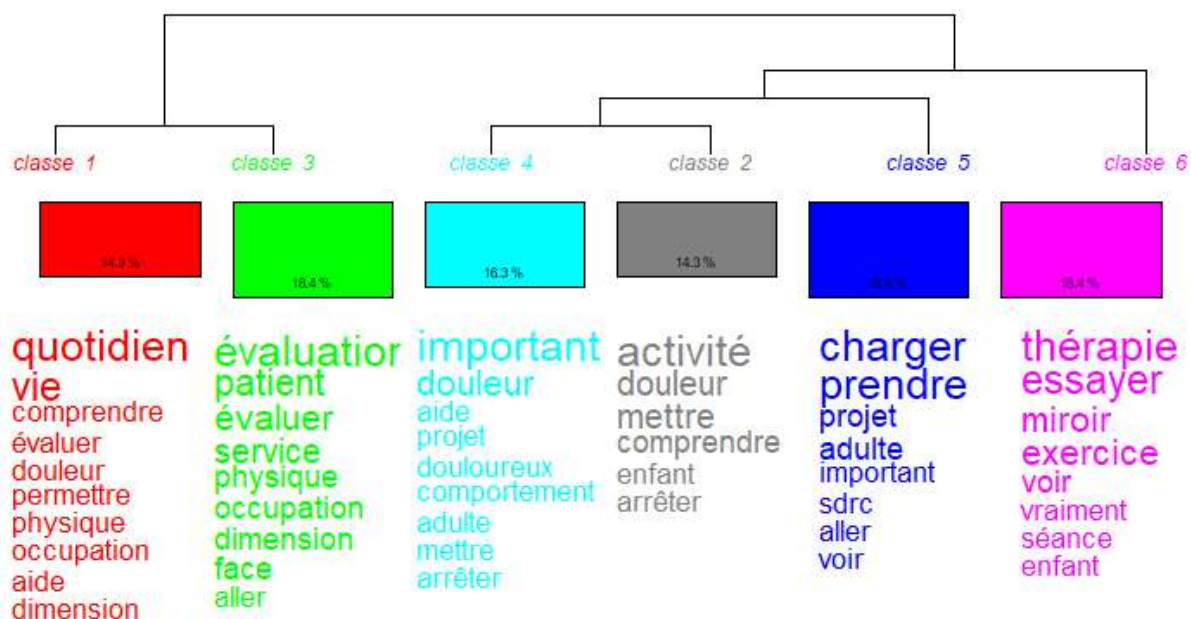 classe 1
classe 3
classe 4
classe 2
classe 5
classe 6
14.3 %
18.4 %
16.3 %
14.3 %
18.4 %
18.4 %
quotidien
vie
comprendre
évaluer
douleur
permettre
physique
occupation
aide
dimension
évaluation
patient
évaluer
service
physique
occupation
dimension
face
aller
important
douleur
aide
projet
douloureux
comportement
adulte
mettre
arrêter
activité
douleur
mettre
comprendre
enfant
arrêter
charger
prendre
projet
adulte
important
sdrc
aller
voir
thérapie
essayer
miroir
exercice
voir
vraiment
séance
enfant